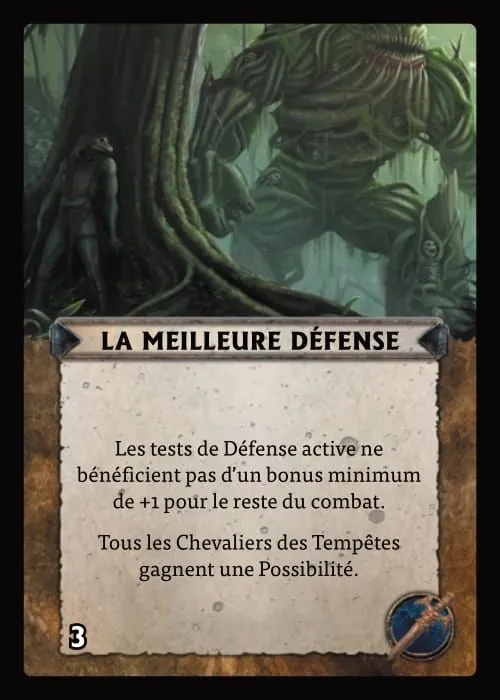 LA MEILLEURE DÉFENSE
Les tests de Défense active ne
bénéficient pas d'un bonus minimum
de +1 pour le reste du combat.
Tous les Chevaliers des Tempêtes
gagnent une Possibilité.
3